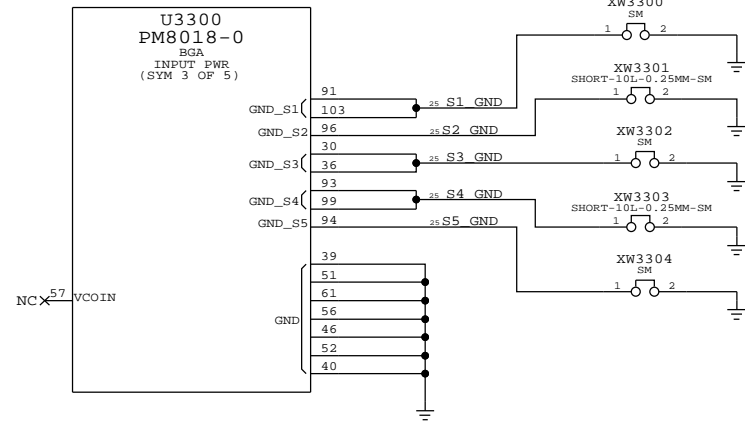 XW3300
SM
1 2
U3300
PM8018-0
BGA
INPUT PWR
(SYM 3 OF 5)
XW3301
SHORT-10L-0.25MM-SM
1 2
91
GND_S1
103
25 S1_GND
GND_S2
96
25 S2_GND
XW3302
SM
1 2
30
GND_S3
36
25 S3_GND
93
GND_S4
99
25 S4_GND
XW3303
SHORT-10L-0.25MM-SM
1 2
GND_S5
94
25 S5_GND
XW3304
SM
1 2
39
51
61
56
46
52
40
GND
NC
57
VCOIN